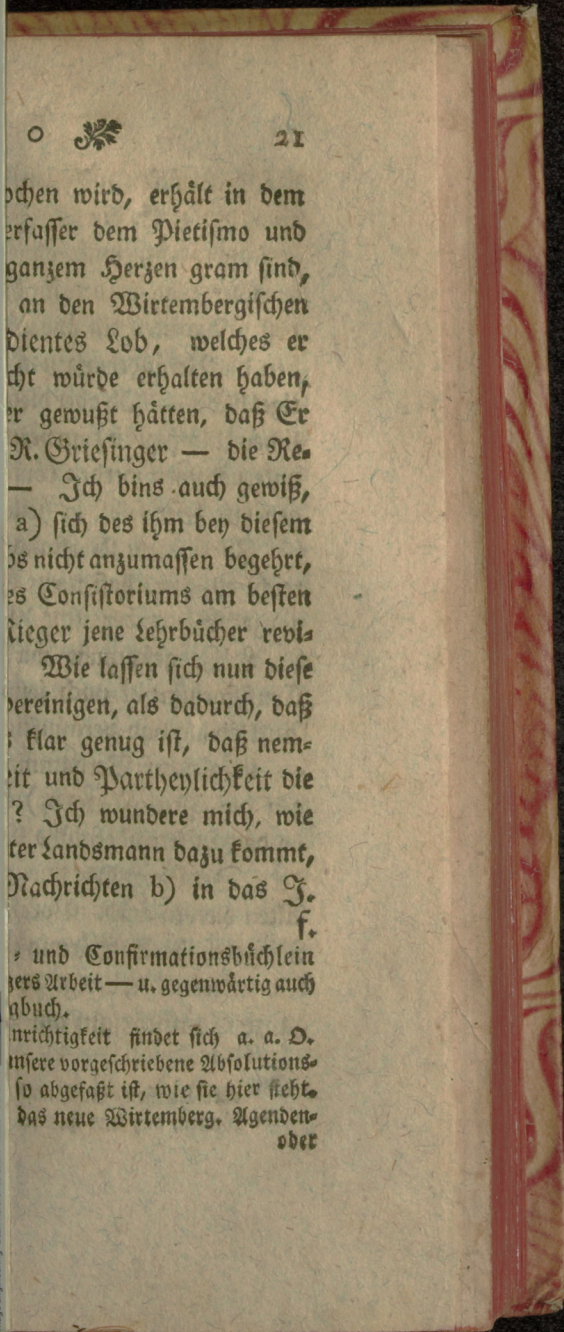 o 21
ochen wird, erhält in dem
erfasser dem Pietismo und
ganzem Herzen gram sind,
an den Wirtembergischen
dientes Lob, welches er
cht würde erhalten haben,
er gewußt hätten, daß Er
R. Griesinger — die Re-
— Ich bins auch gewiß,
a) sich des ihm bey diesem
bs nicht anzumassen begehrt,
es Consistoriums am besten
Rieger jene Lehrbücher revi-
Wie lassen sich nun diese
vereinigen, als dadurch, daß
s klar genug ist, daß nem-
eit und Partheylichkeit die
? Ich wundere mich, wie
ter Landsmann dazu kommt,
Nachrichten b) in das J.
f.
- und Confirmationsbüchlein
zers Arbeit — u. gegenwärtig auch
gbuch.
nrichtigkeit findet sich a. a. O.
unsere vorgeschriebene Absolutions-
so abgefaßt ist, wie sie hier steht.
das neue Wirtemberg. Agenden-
oder